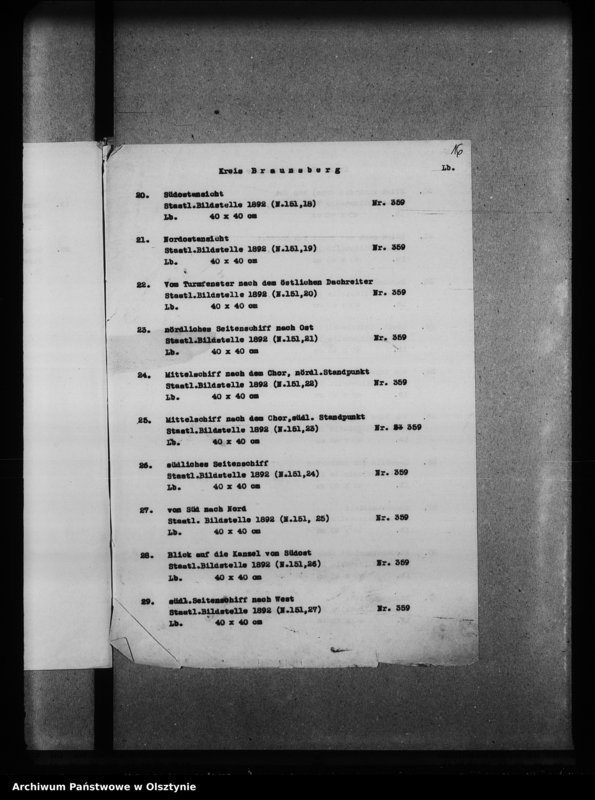 Kreis Braunsberg
Lb.
20. Südostansicht
Staatl.Bildstelle 1892 (N.151,18) Nr. 359
Lb. 40 x 40 cm
21. Nordostansicht
Staatl.Bildstelle 1892 (N.151,19) Nr. 359
Lb. 40 x 40 cm
22. Vom Turmfenster nach dem östlichen Dachreiter
Staatl.Bildstelle 1892 (N.151,20) Nr. 359
Lb. 40 x 40 cm
23. nördliches Seitenschiff nach Ost
Staatl.Bildstelle 1892 (N.151,21) Nr. 359
Lb. 40 x 40 cm
24. Mittelschiff nach dem Chor, nördl.Standpunkt
Staatl.Bildstelle 1892 (N.151,22) Nr. 359
Lb. 40 x 40 cm
25. Mittelschiff nach dem Chor,südl. Standpunkt
Staatl.Bildstelle 1892 (N.151,23) Nr. 359
Lb. 40 x 40 cm
26. südliches Seitenschiff
Staatl.Bildstelle 1892 (N.151,24) Nr. 359
Lb. 40 x 40 cm
27. von Süd nach Nord
Staatl. Bildstelle 1892 (N.151, 25) Nr. 359
Lb. 40 x 40 cm
28. Blick auf die Kanzel von Südost
Staatl.Bildstelle 1892 (N.151,26) Nr. 359
Lb. 40 x 40 cm
29. südl.Seitenschiff nach West
Staatl.Bildstelle 1892 (N.151,27) Nr. 359
Lb. 40 x 40 cm
Archiwum Państwowe w Olsztynie